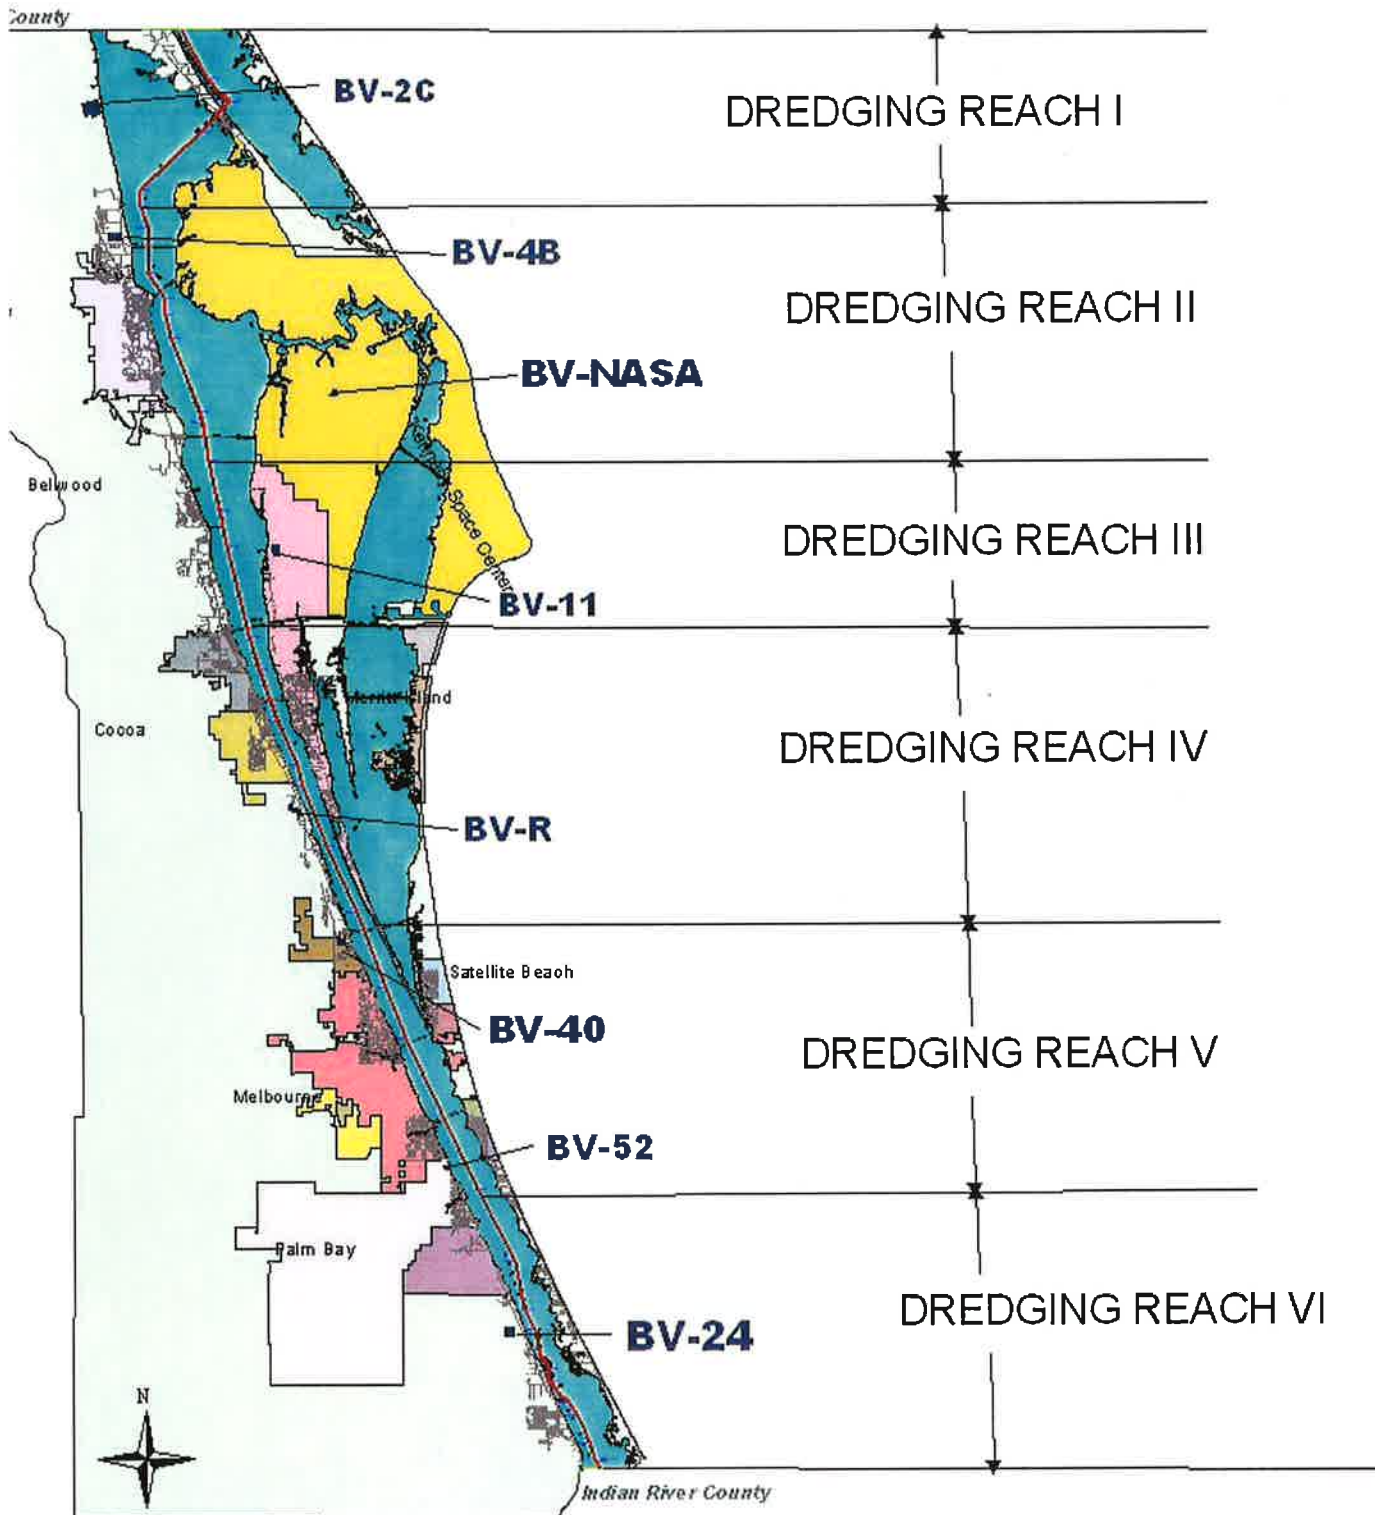 County
BV-2C
DREDGING REACH I
BV-4B
DREDGING REACH II
BV-NASA
Bellwood
Space Center
DREDGING REACH III
BV-11
Merritt Island
Cocoa
DREDGING REACH IV
BV-R
Satellite Beach
BV-40
DREDGING REACH V
Melbourne
BV-52
Palm Bay
DREDGING REACH VI
BV-24
N
Indian River County